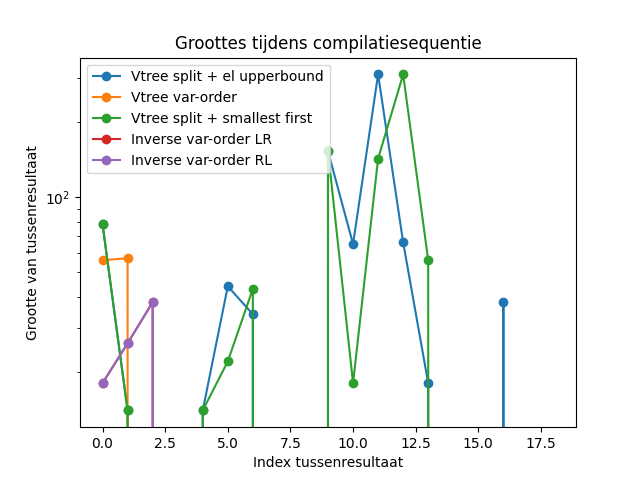 Groottes tijdens compilatiesequentie
Vtree split + el upperbound
Vtree var-order
Vtree split + smallest first
Inverse var-order LR
Inverse var-order RL
Grootte van tussenresultaat
10²
0.0 2.5 5.0 7.5 10.0 12.5 15.0 17.5
Index tussenresultaat